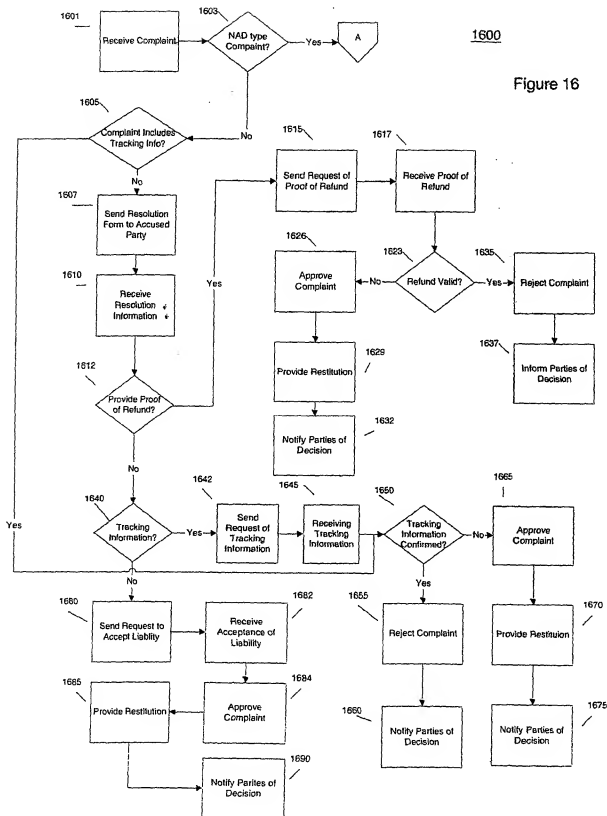 1601
1603
1600
Receive Complaint
NAD type
Compaint?
Yes
A
Figure 16
1605
No
Complaint Includes
Tracking Info?
1615
1617
No
Send Request of
Proof of Refund
Receive Proof of
Refund
1607
Send Resolution
Form to Accused
Party
1626
1623
1635
1610
Yes
Approve
Complaint
No
Refund Valid?
Yes
Reject Complaint
Receive
Resolution
Information
1637
1612
1629
Inform Parties of
Decision
Provide Proof
of Refund?
Provide Restitution
1632
Notify Parties of
Decision
No
1640
1642
1645
1650
1665
Yes
Tracking
Information?
Yes
Send
Request of
Tracking
Information
Receiving
Tracking
Information
Tracking
Information
Confirmed?
No
Approve
Complaint
No
Yes
1680
1682
1655
1670
Send Request to
Accept Liablity
Receive
Acceptance of
Liability
Reject Complaint
Provide Restituion
1685
1684
Provide Restitution
Approve
Complaint
1660
1675
Notify Parties of
Decision
Notify Parties of
Decision
1690
Notify Parites of
Decision